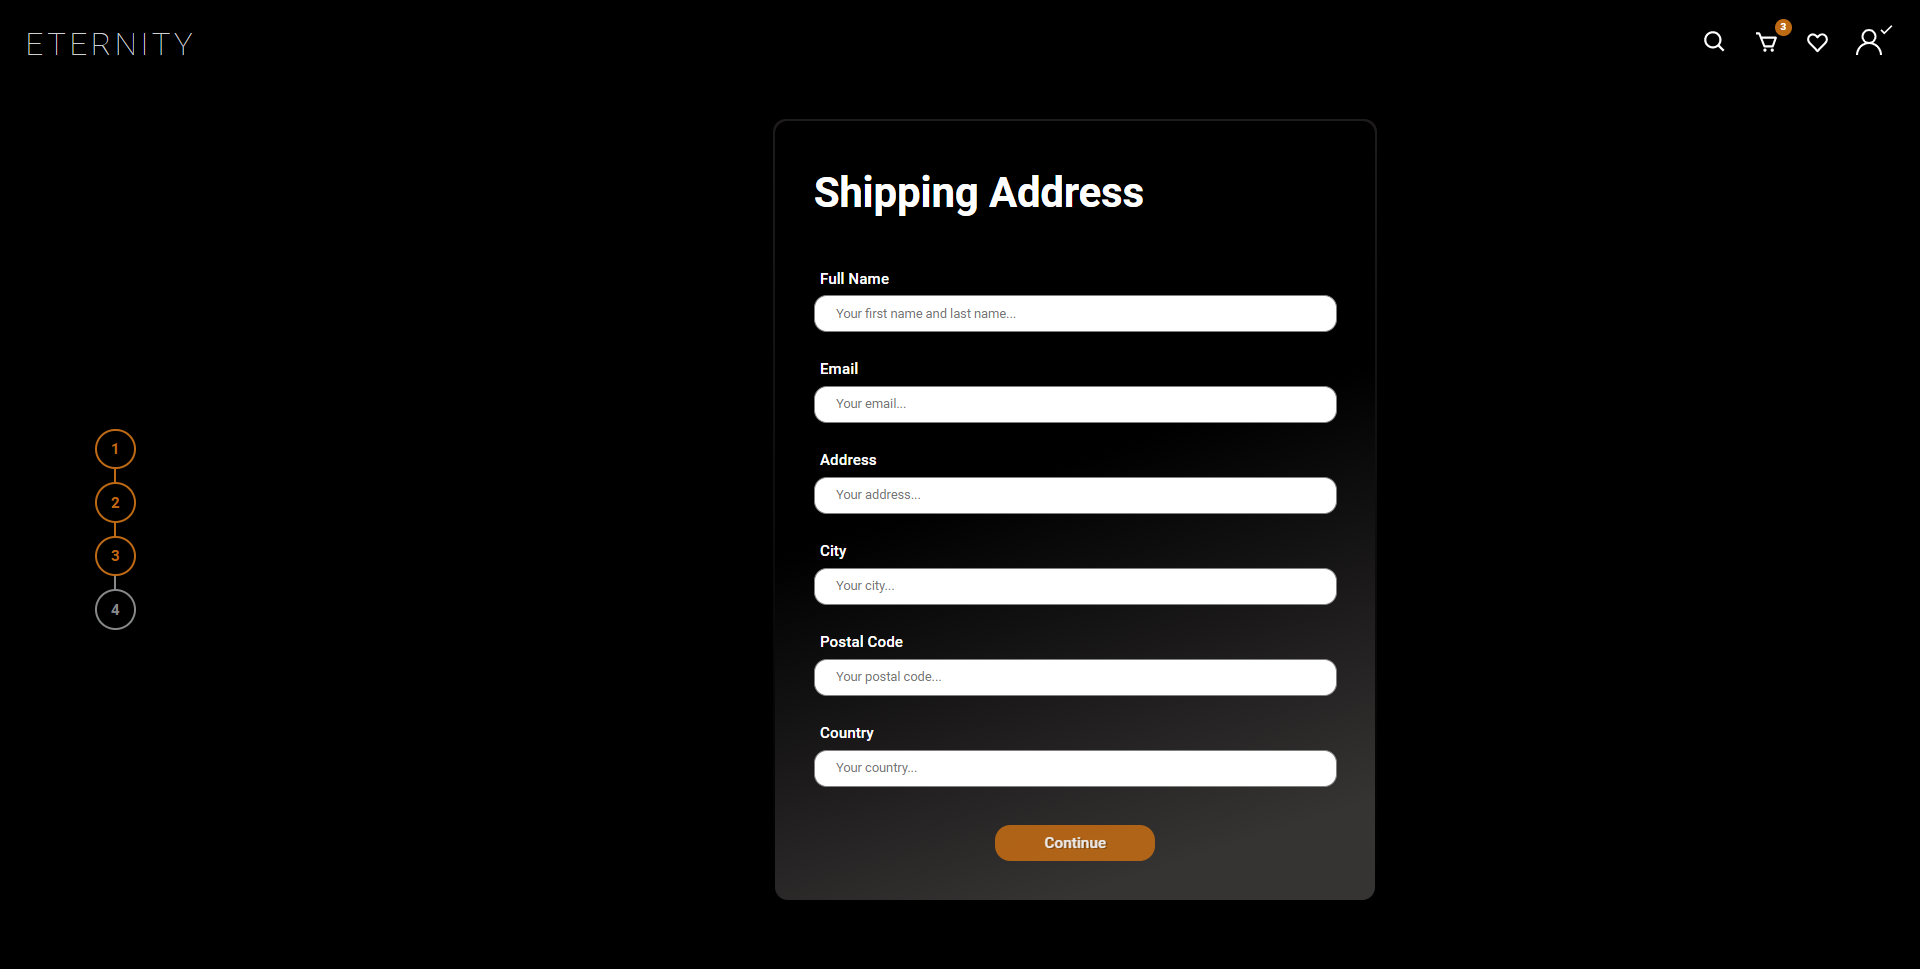 ETERNITY
3
Shipping Address
Full Name
Your first name and last name...
Email
Your email...
Address
Your address...
City
Your city...
Postal Code
Your postal code...
Country
Your country...
Continue
1
2
3
4